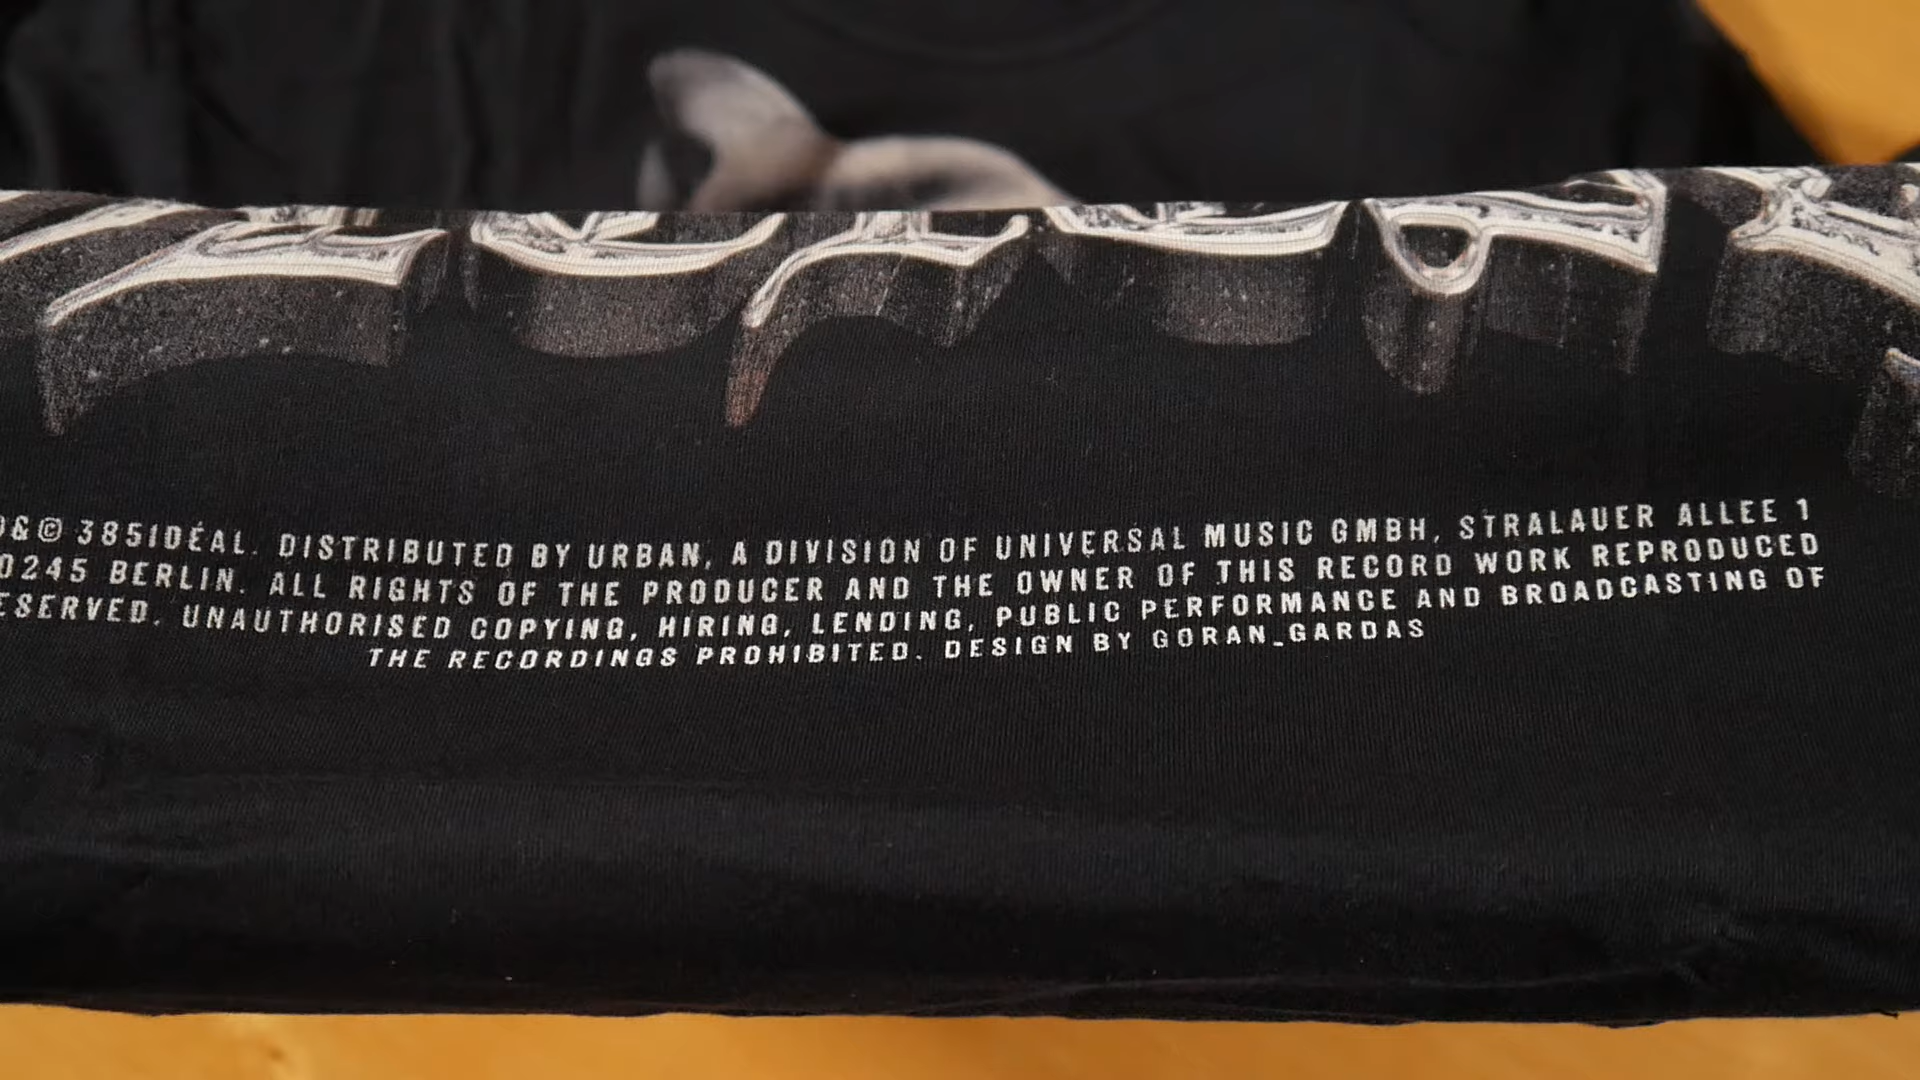 & © 385IDÉAL. DISTRIBUTED BY URBAN, A DIVISION OF UNIVERSAL MUSIC GMBH, STRALAUER ALLEE 1
0245 BERLIN. ALL RIGHTS OF THE PRODUCER AND THE OWNER OF THIS RECORD WORK REPRODUCED
ESERVED. UNAUTHORISED COPYING, HIRING, LENDING, PUBLIC PERFORMANCE AND BROADCASTING OF
THE RECORDINGS PROHIBITED. DESIGN BY GORAN_GARDAS